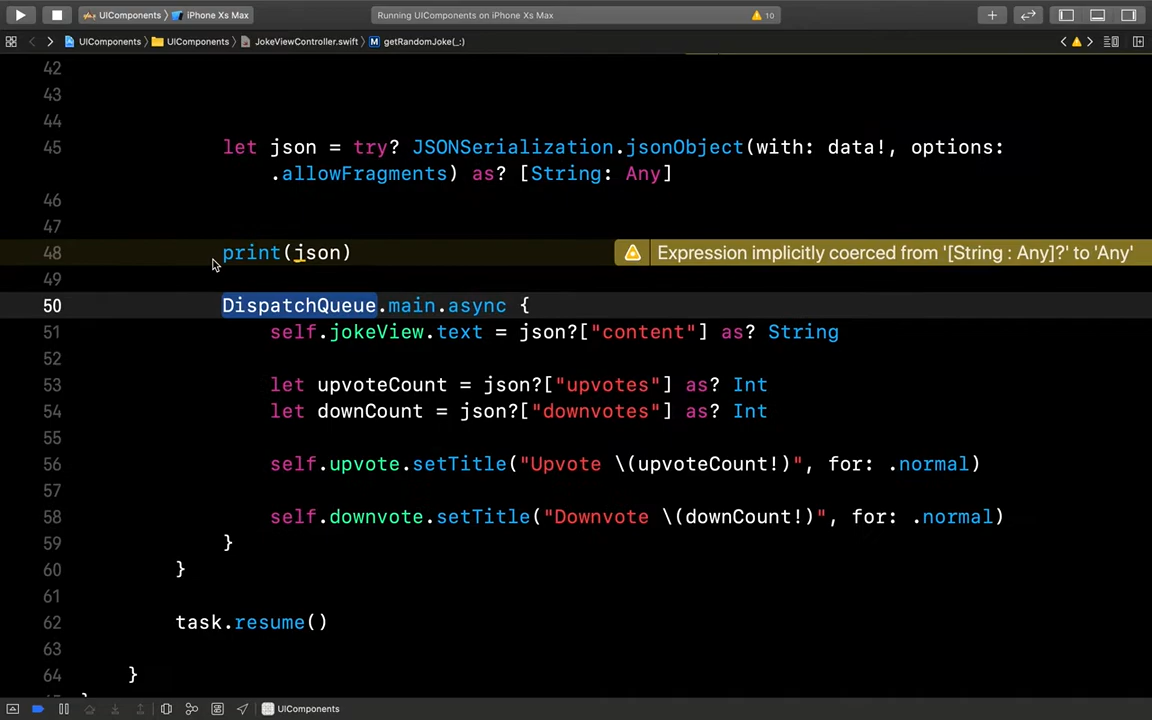 UIComponents 〉 iPhone Xs Max
Running UIComponents on iPhone Xs Max
10
UIComponents 〉 UIComponents 〉 JokeViewController.swift 〉 M getRandomJoke(_:)
42
43
44
45 let json = try? JSONSerialization.jsonObject(with: data!, options:
.allowFragments) as? [String: Any]
46
47
48 print(json) Expression implicitly coerced from '[String : Any]?' to 'Any'
49
50 DispatchQueue.main.async {
51 self.jokeView.text = json?["content"] as? String
52
53 let upvoteCount = json?["upvotes"] as? Int
54 let downCount = json?["downvotes"] as? Int
55
56 self.upvote.setTitle("Upvote \(upvoteCount!)", for: .normal)
57
58 self.downvote.setTitle("Downvote \(downCount!)", for: .normal)
59 }
60 }
61
62 task.resume()
63
64 }
UIComponents